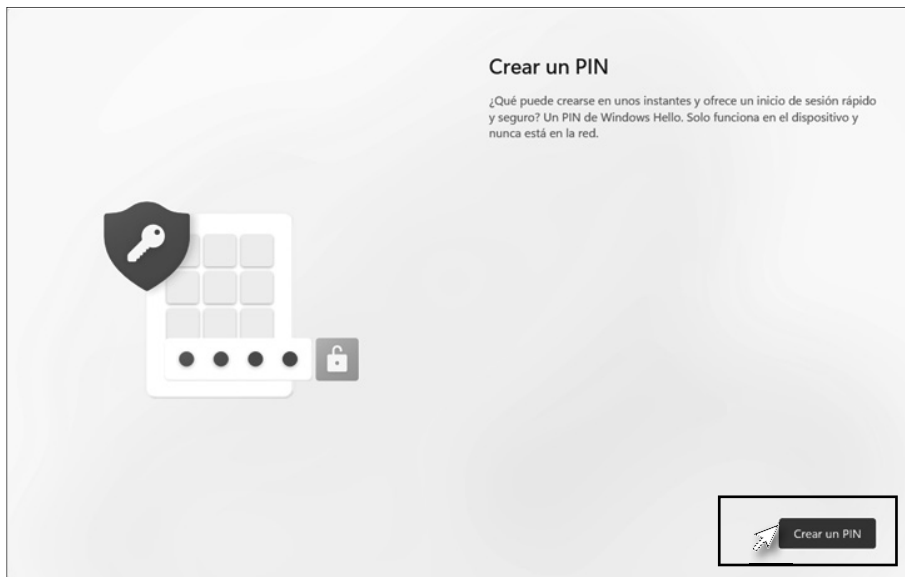 Crear un PIN
¿Qué puede crearse en unos instantes y ofrece un inicio de sesión rápido
y seguro? Un PIN de Windows Hello. Solo funciona en el dispositivo y
nunca está en la red.
Crear un PIN